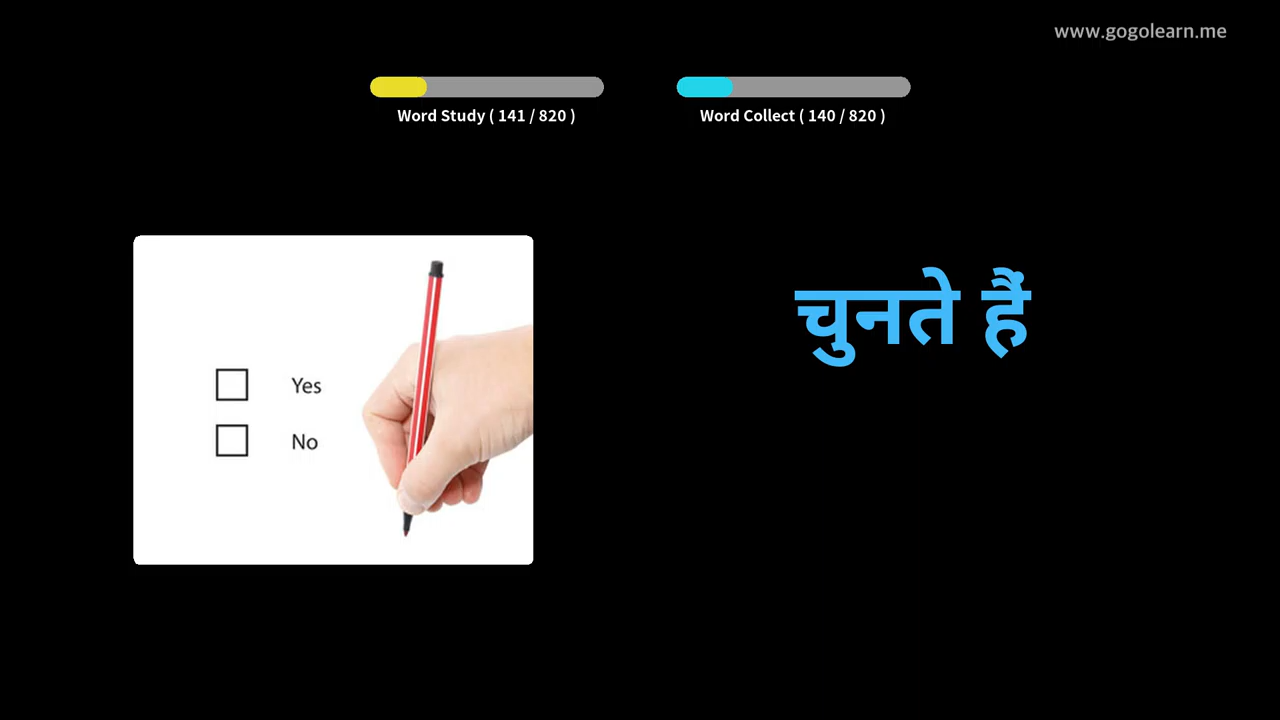 www.gogolearn.me
Word Study ( 141 / 820 )
Word Collect ( 140 / 820 )
चुनते हैं
Yes
No